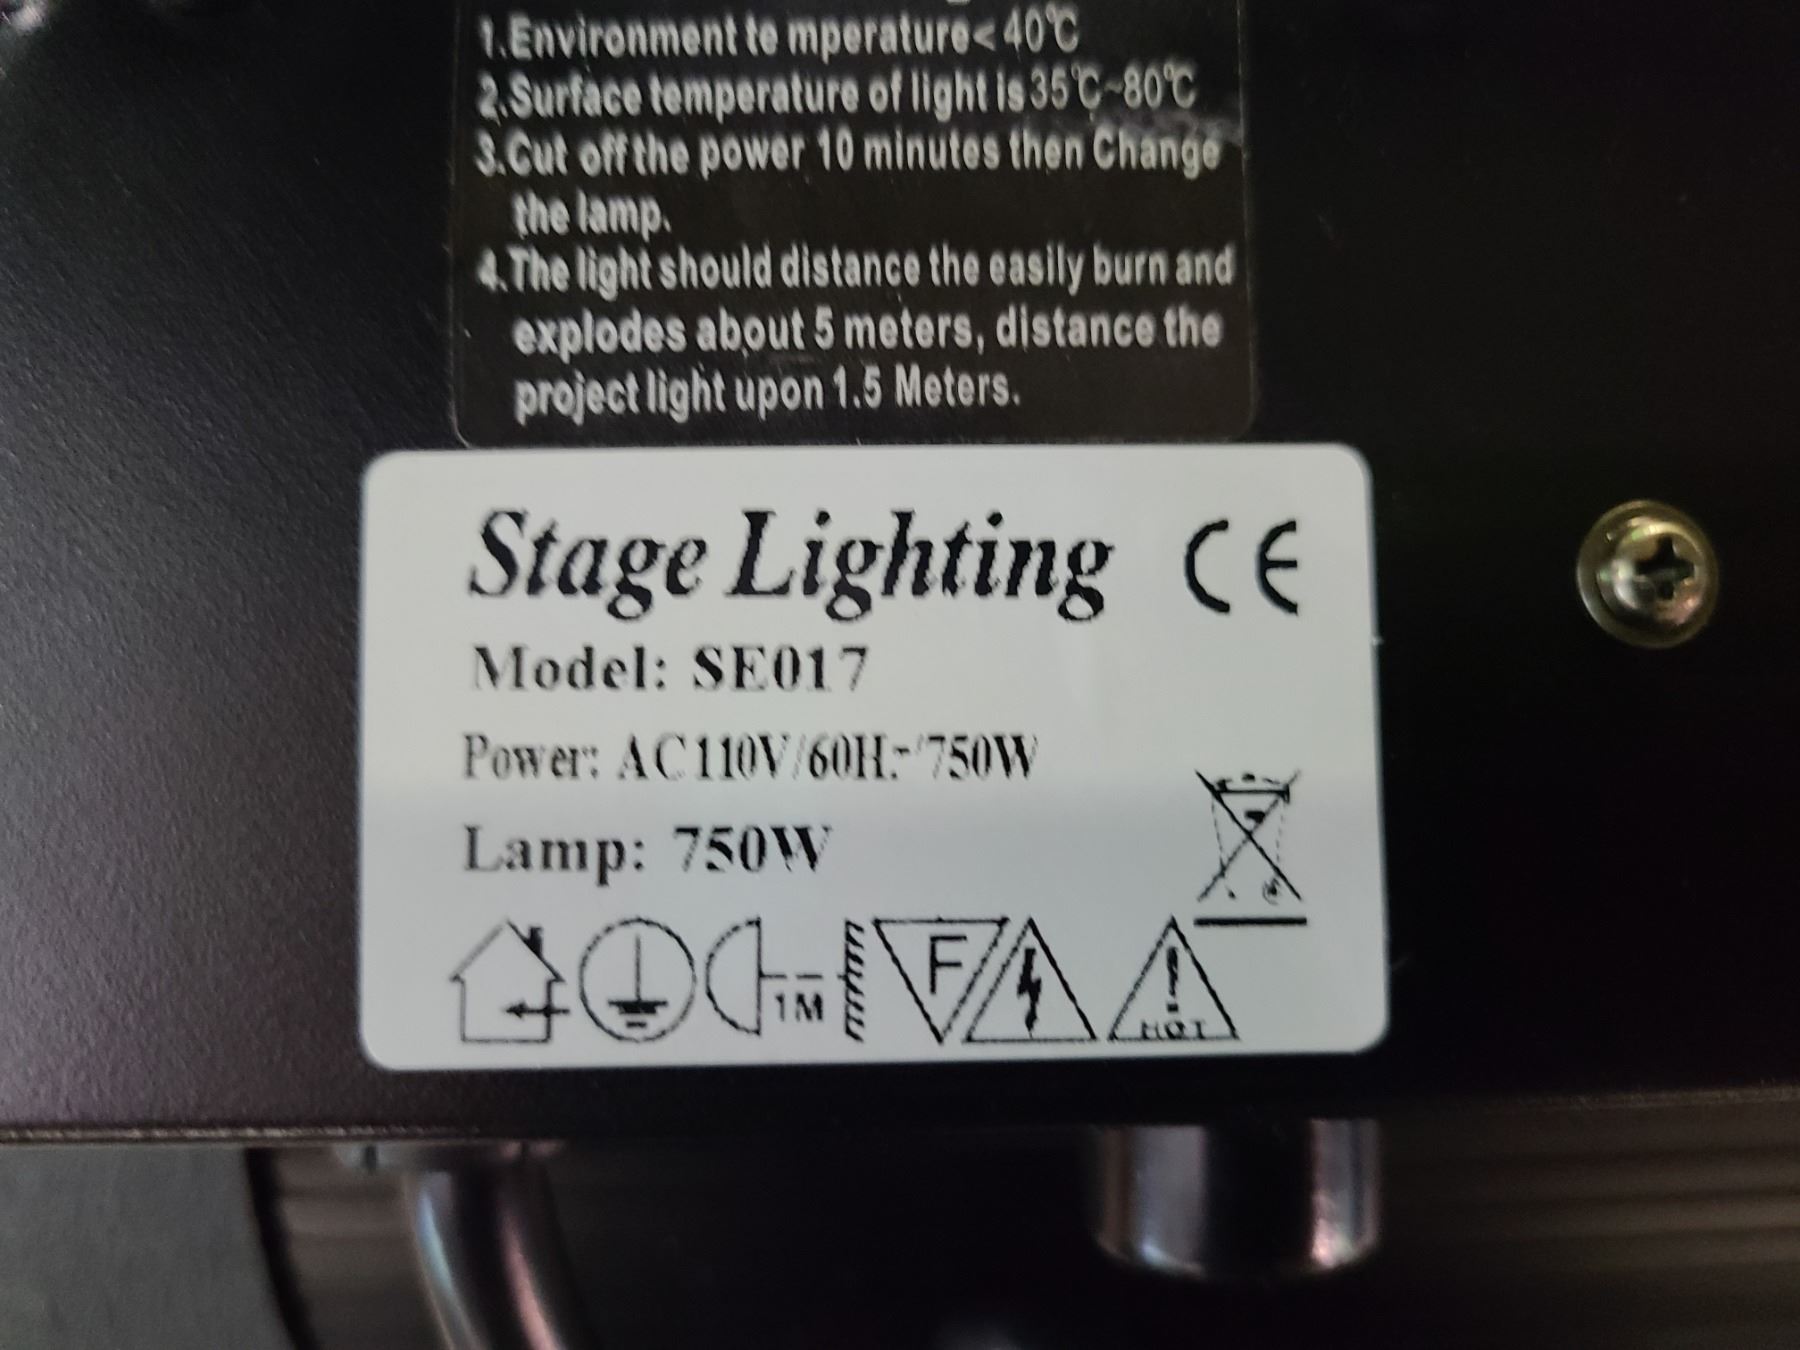 1.Environment te mperature< 40℃
2.Surface temperature of light is 35℃~80℃
3.Cut off the power 10 minutes then Change
the lamp.
4.The light should distance the easily burn and
explodes about 5 meters, distance the
project light upon 1.5 Meters.
Stage Lighting CE
Model: SE017
Power: AC110V/60Hz~/750W
Lamp: 750W
1M
F
HOT